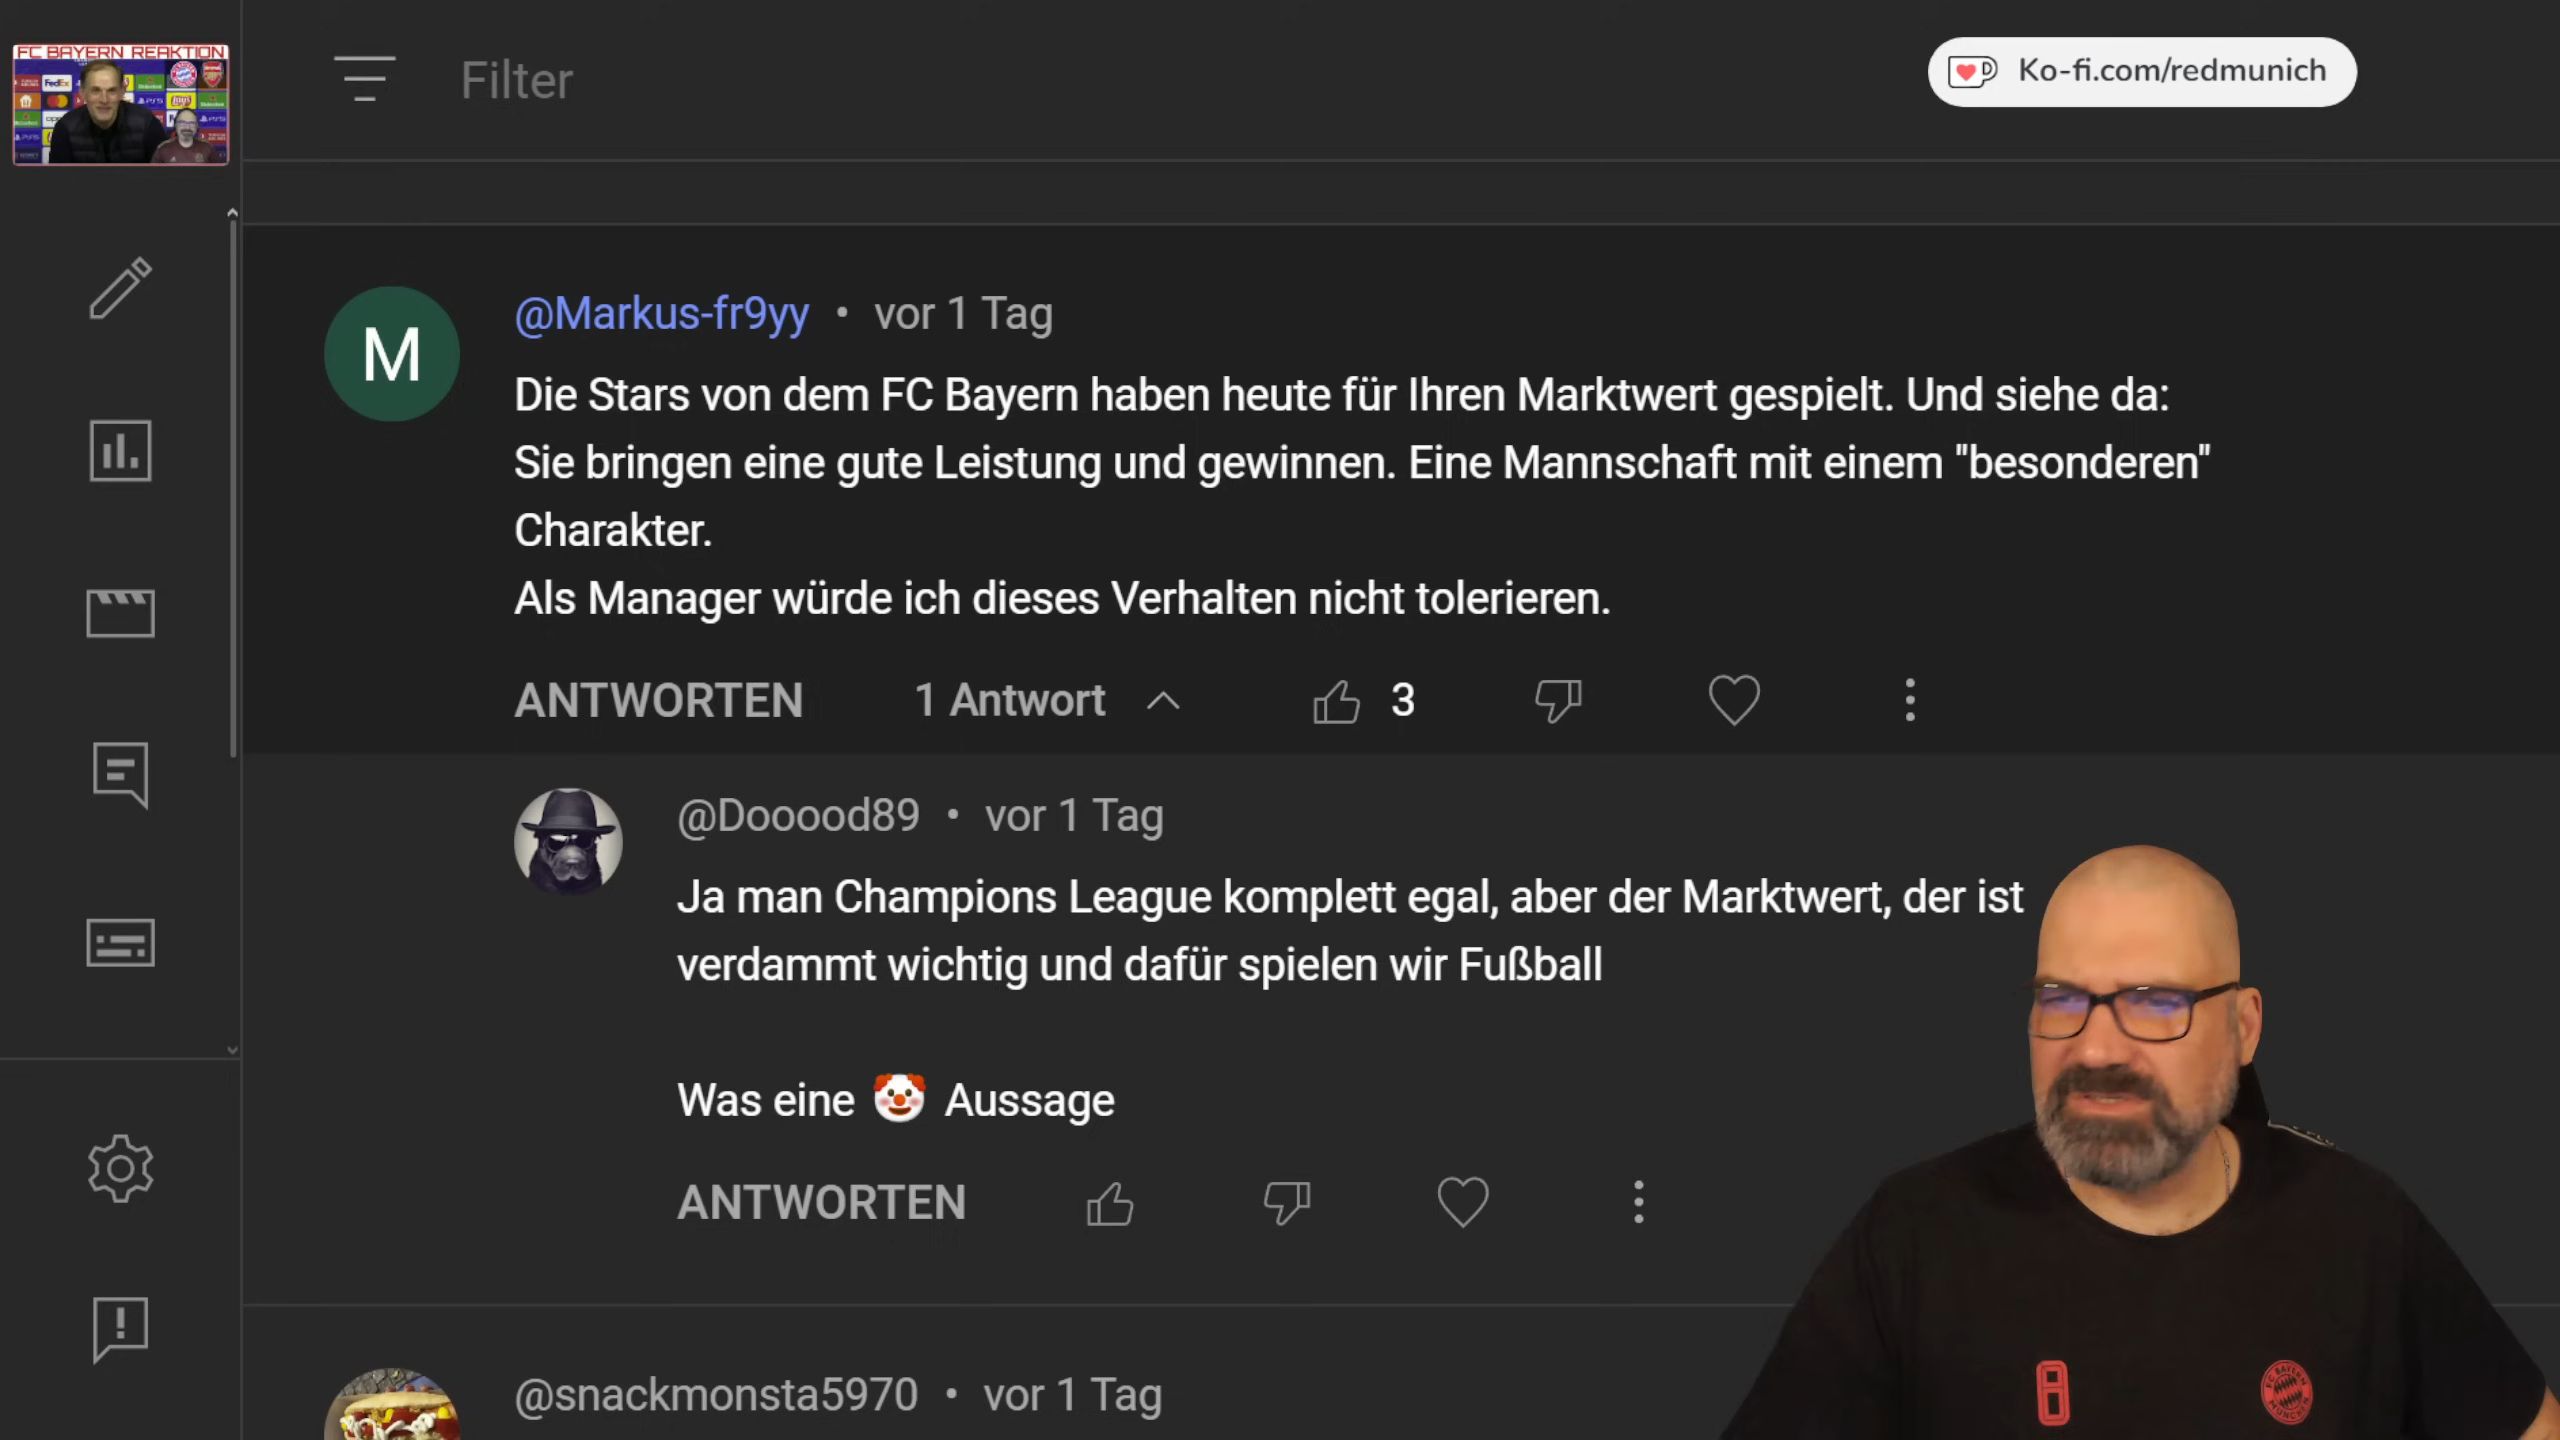 FC BAYERN REAKTION
Filter
Ko-fi.com/redmunich
M
@Markus-fr9yy • vor 1 Tag
Die Stars von dem FC Bayern haben heute für Ihren Marktwert gespielt. Und siehe da:
Sie bringen eine gute Leistung und gewinnen. Eine Mannschaft mit einem "besonderen"
Charakter.
Als Manager würde ich dieses Verhalten nicht tolerieren.
ANTWORTEN 1 Antwort 3
@Dooood89 • vor 1 Tag
Ja man Champions League komplett egal, aber der Marktwert, der ist
verdammt wichtig und dafür spielen wir Fußball
Was eine 🤡 Aussage
ANTWORTEN
8
FC BAYERN
MÜNCHEN
@snackmonsta5970 • vor 1 Tag